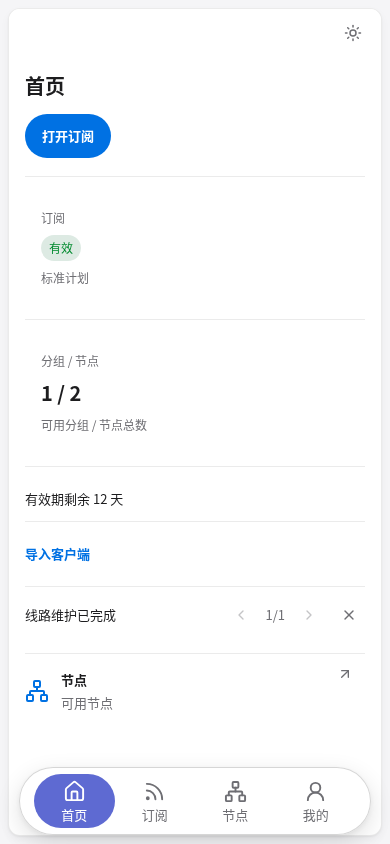 首页
打开订阅
订阅
有效
标准计划
分组 / 节点
1 / 2
可用分组 / 节点总数
有效期剩余 12 天
导入客户端
线路维护已完成 1/1
节点
可用节点
首页 订阅 节点 我的